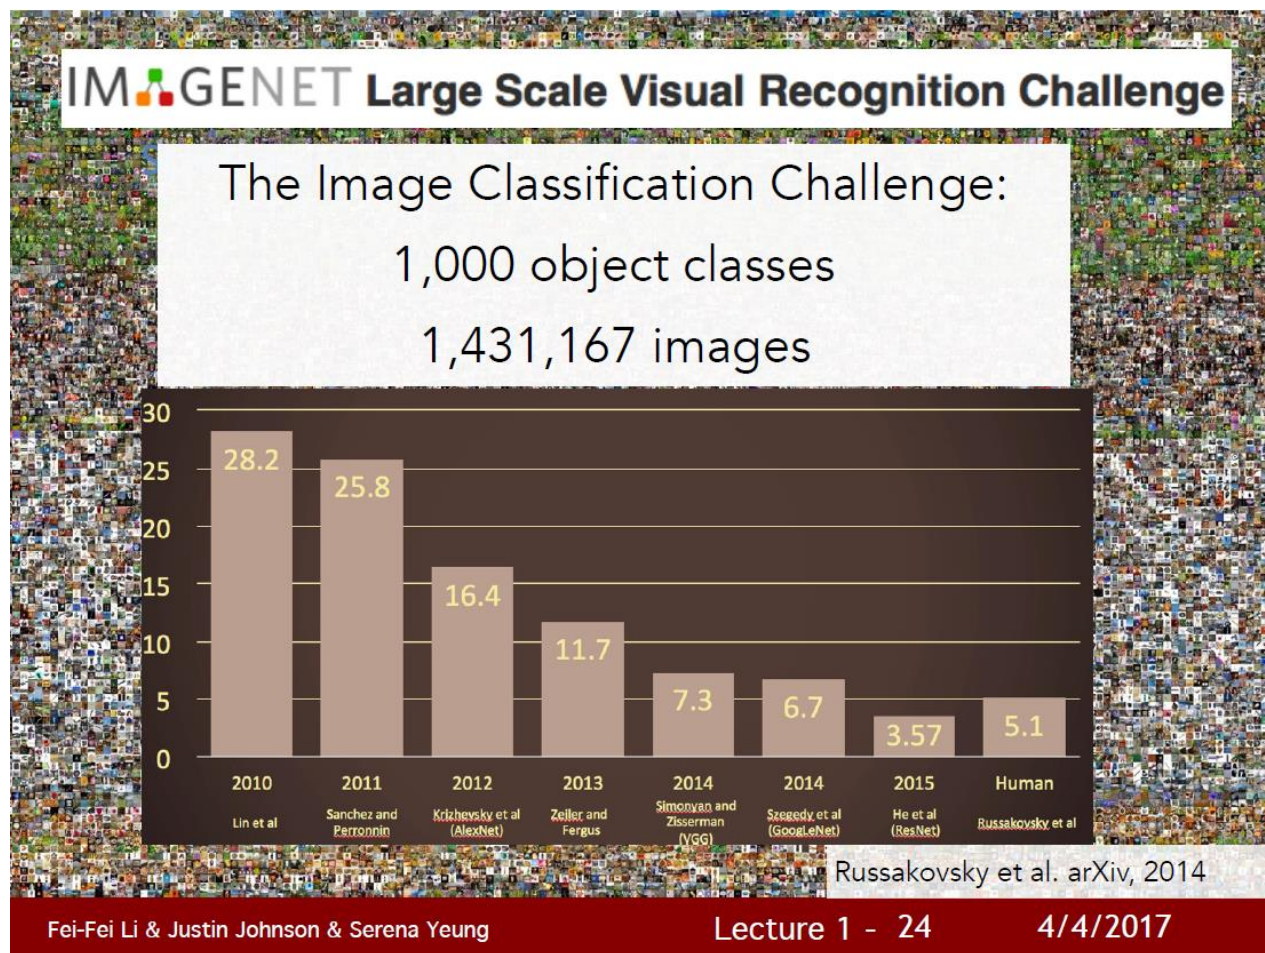 IMAGENET Large Scale Visual Recognition Challenge
The Image Classification Challenge:
1,000 object classes
1,431,167 images
30
25
20
15
10
5
0
28.2
25.8
16.4
11.7
7.3
6.7
3.57
5.1
2010
2011
2012
2013
2014
2014
2015
Human
Lin et al
Sanchez and
Perronnin
Krizhevsky et al
(AlexNet)
Zeiler and
Fergus
Simonyan and
Zisserman
(VGG)
Szegedy et al
(GoogLeNet)
He et al
(ResNet)
Russakovsky et al
Russakovsky et al. arXiv, 2014
Fei-Fei Li & Justin Johnson & Serena Yeung
Lecture 1 - 24
4/4/2017